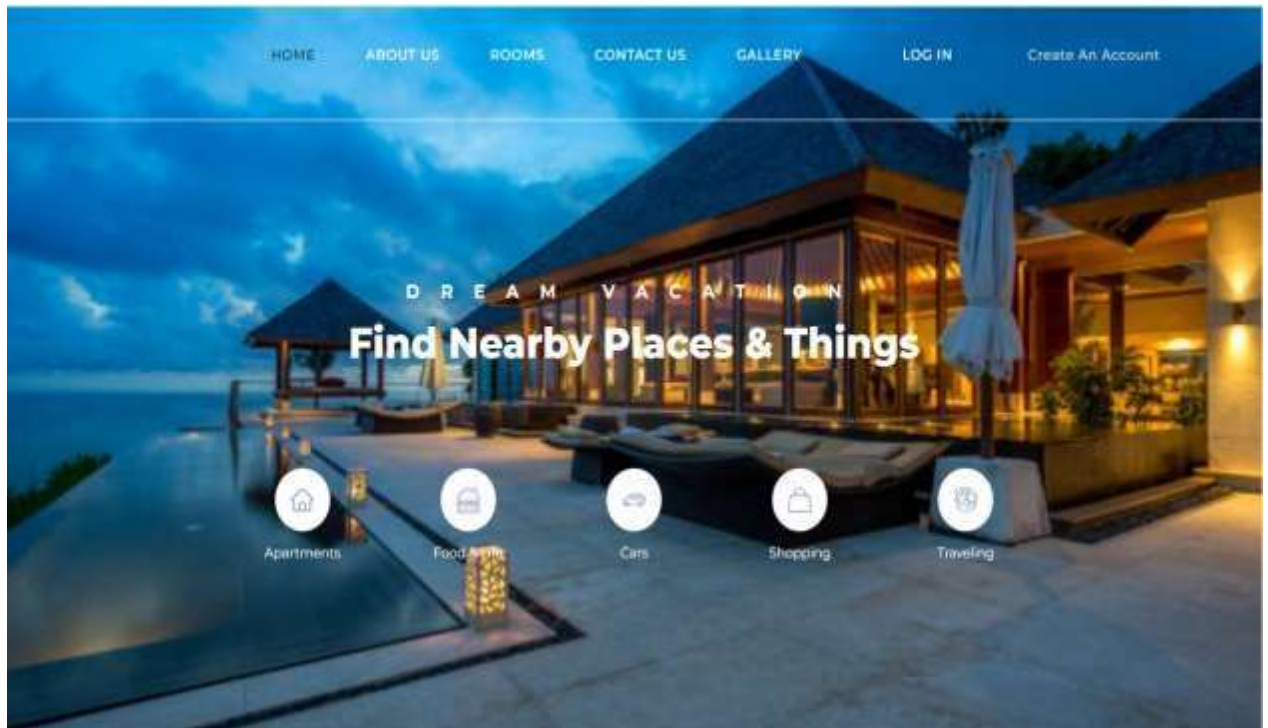 HOME ABOUT US ROOMS CONTACT US GALLERY LOG IN Create An Account
DREAM VACATION
Find Nearby Places & Things
Apartments Food Cars Shopping Traveling